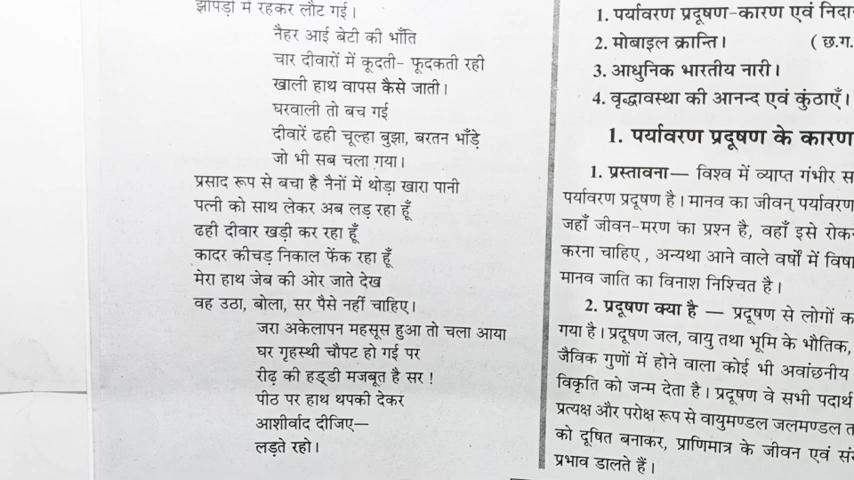 झोपड़ी में रहकर लौट गई।
नैहर आई बेटी की भाँति
चार दीवारों में कूदती- फूदकती रही
खाली हाथ वापस कैसे जाती।
घरवाली तो बच गई
दीवारें ढही चूल्हा बुझा, बरतन भाँड़े
जो भी सब चला गया।
प्रसाद रूप से बचा है नैनों में थोड़ा खारा पानी
पत्नी को साथ लेकर अब लड़ रहा हूँ
ढही दीवार खड़ी कर रहा हूँ
कादर कीचड़ निकाल फेंक रहा हूँ
मेरा हाथ जेब की ओर जाते देख
वह उठा, बोला, सर पैसे नहीं चाहिए।
जरा अकेलापन महसूस हुआ तो चला आया
घर गृहस्थी चौपट हो गई पर
रीढ़ की हड्डी मजबूत है सर !
पीठ पर हाथ थपकी देकर
आशीर्वाद दीजिए—
लड़ते रहो।
1. पर्यावरण प्रदूषण-कारण एवं
2. मोबाइल क्रान्ति। ( छ.ग.
3. आधुनिक भारतीय नारी।
4. वृद्धावस्था की आनन्द एवं कुंठाएँ।
1. पर्यावरण प्रदूषण के कारण
1. प्रस्तावना— विश्व में व्याप्त गंभीर
पर्यावरण प्रदूषण है। मानव का जीवन् पर्यावरण
जहाँ जीवन-मरण का प्रश्न है, वहाँ इसे
करना चाहिए , अन्यथा आने वाले वर्षों में
मानव जाति का विनाश निश्चित है।
2. प्रदूषण क्या है — प्रदूषण से लोगों
गया है। प्रदूषण जल, वायु तथा भूमि के भौतिक,
जैविक गुणों में होने वाला कोई भी अवांछनीय
विकृति को जन्म देता है। प्रदूषण वे सभी पदार्थ
प्रत्यक्ष और परोक्ष रूप से वायुमण्डल जलमण्डल
को दूषित बनाकर, प्राणिमात्र के जीवन एवं
प्रभाव डालते हैं।